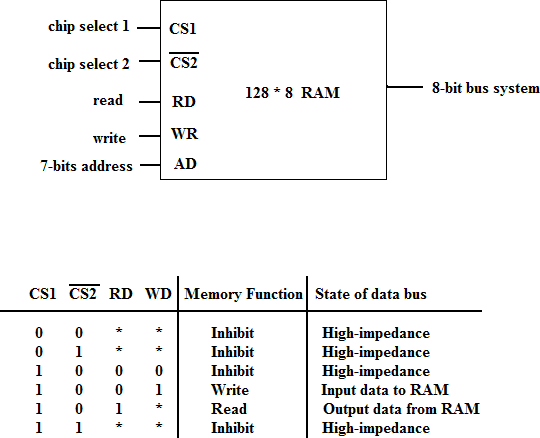 chip select 1 CS1
chip select 2 CS2
128 * 8 RAM 8-bit bus system
read RD
write WR
7-bits address AD
CS1 CS2 RD WD Memory Function State of data bus
0 0 * * Inhibit High-impedance
0 1 * * Inhibit High-impedance
1 0 0 0 Inhibit High-impedance
1 0 0 1 Write Input data to RAM
1 0 1 * Read Output data from RAM
1 1 * * Inhibit High-impedance